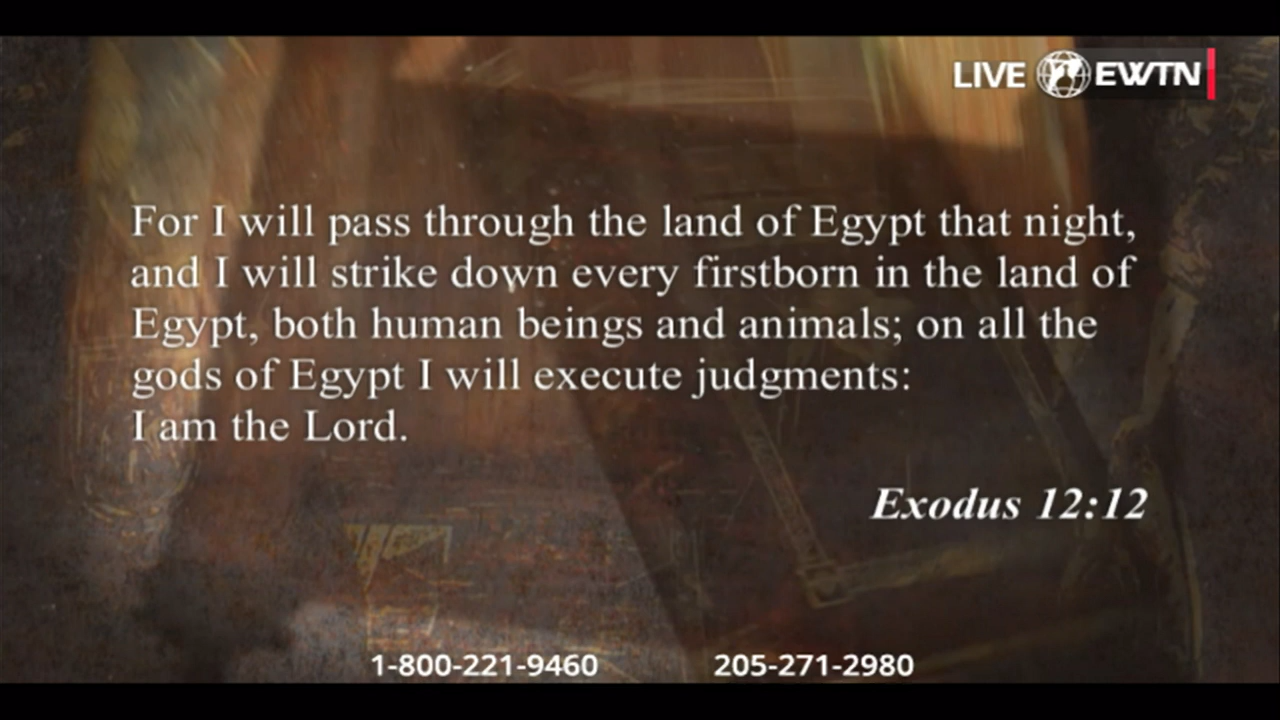 LIVE EWTN
For I will pass through the land of Egypt that night,
and I will strike down every firstborn in the land of
Egypt, both human beings and animals; on all the
gods of Egypt I will execute judgments:
I am the Lord.
Exodus 12:12
1-800-221-9460 205-271-2980